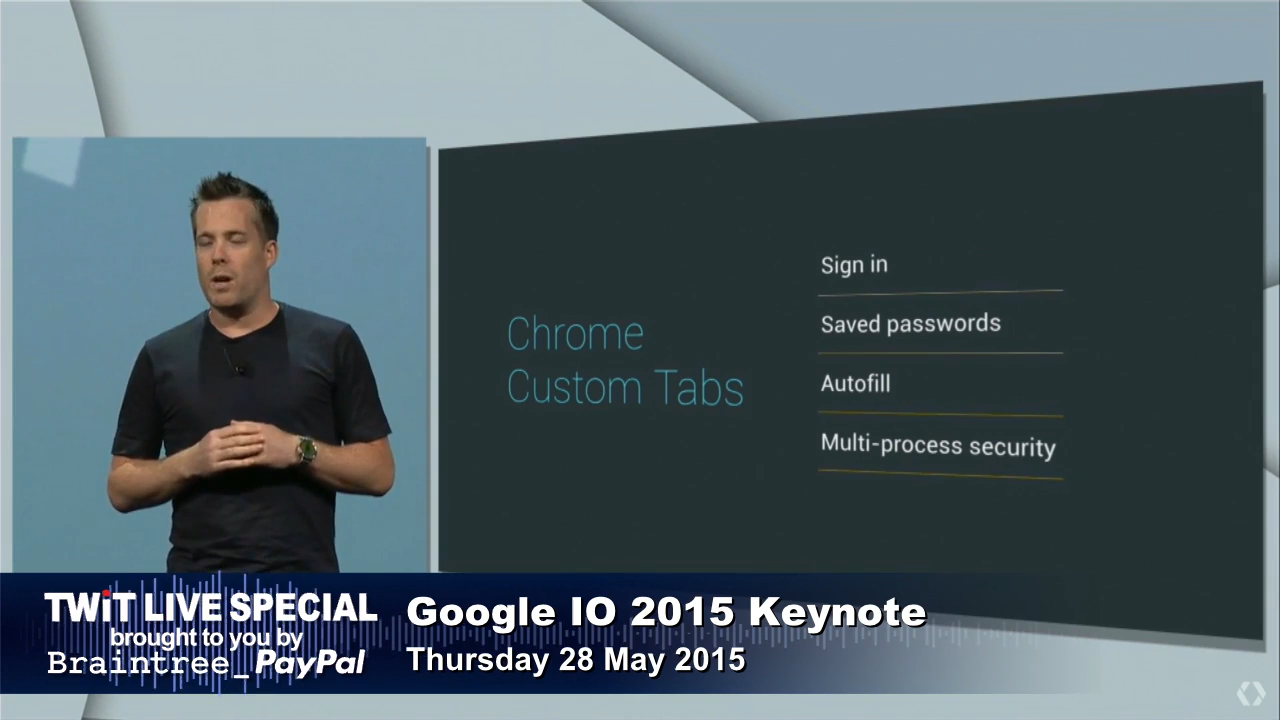 Chrome
Custom Tabs
Sign in
Saved passwords
Autofill
Multi-process security
TWiT LIVE SPECIAL
brought to you by
Braintree_PayPal
Google IO 2015 Keynote
Thursday 28 May 2015